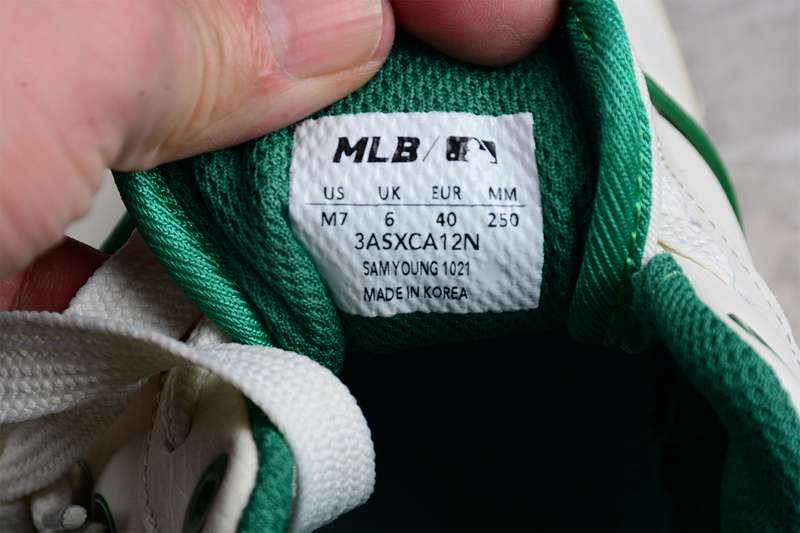 MLB /
US UK EUR MM
M7 6 40 250
3ASXCA12N
SAMYOUNG 1021
MADE IN KOREA